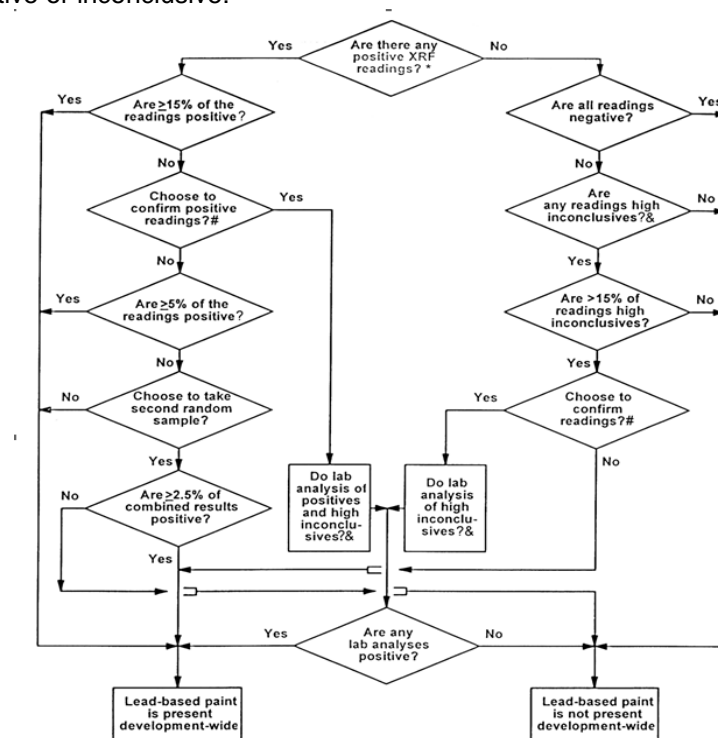 tive or inconclusive.
Are there any
positive XRF
readings? *
Yes
No
Are ≥15% of the
readings positive?
Yes
No
Are all readings
negative?
Yes
No
Choose to
confirm positive
readings?#
Yes
No
Are
any readings high
inconclusives?&
No
Yes
Are ≥5% of the
readings positive?
Yes
No
Are >15% of
readings high
inconclusives?
No
Yes
Choose to take
second random
sample?
No
Yes
Choose to
confirm
readings?#
Yes
No
Are ≥2.5% of
combined results
positive?
No
Yes
Do lab
analysis of
positives
and high
inconclu-
sives?&
Do lab
analysis
of high
inconclu-
sives?&
Are any
lab analyses
positive?
Yes
No
Lead-based paint
is present
development-wide
Lead-based paint
is not present
development-wide